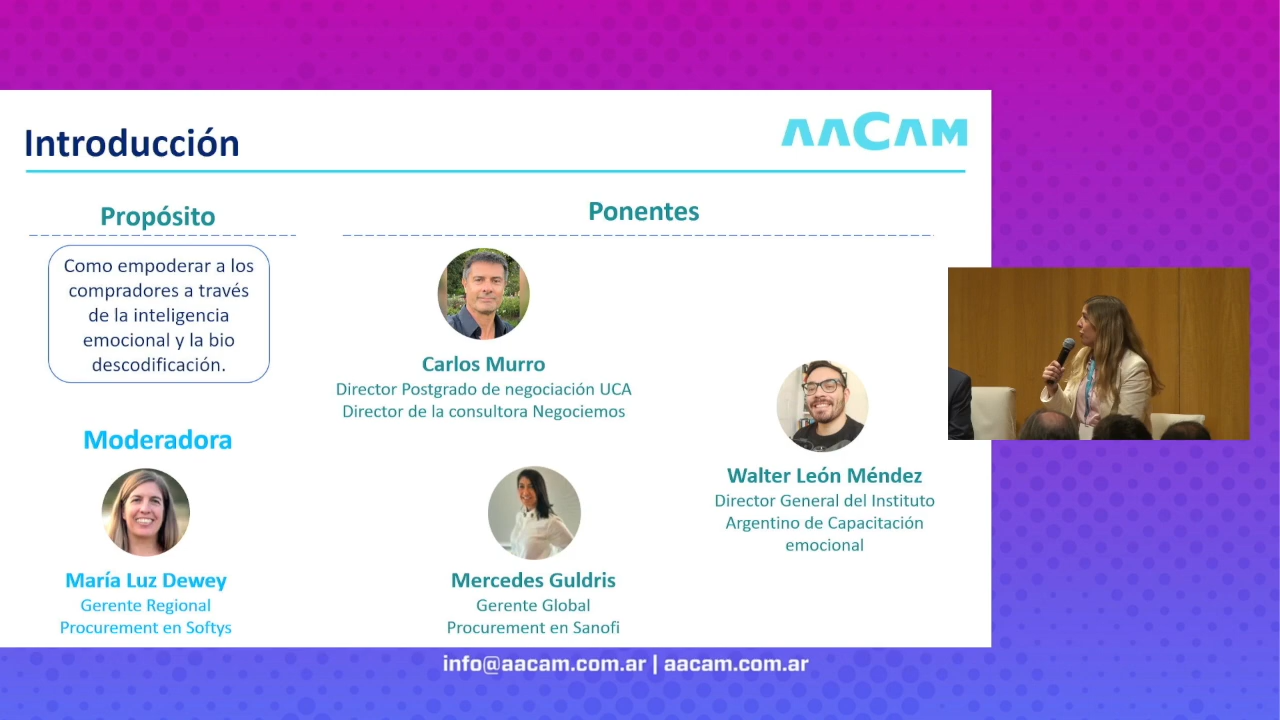 Introducción
AACAM
Propósito
Como empoderar a los
compradores a través
de la inteligencia
emocional y la bio
descodificación.
Moderadora
María Luz Dewey
Gerente Regional
Procurement en Softys
Ponentes
Carlos Murro
Director Postgrado de negociación UCA
Director de la consultora Negociemos
Mercedes Guldris
Gerente Global
Procurement en Sanofi
Walter León Méndez
Director General del Instituto
Argentino de Capacitación
emocional
info@aacam.com.ar | aacam.com.ar